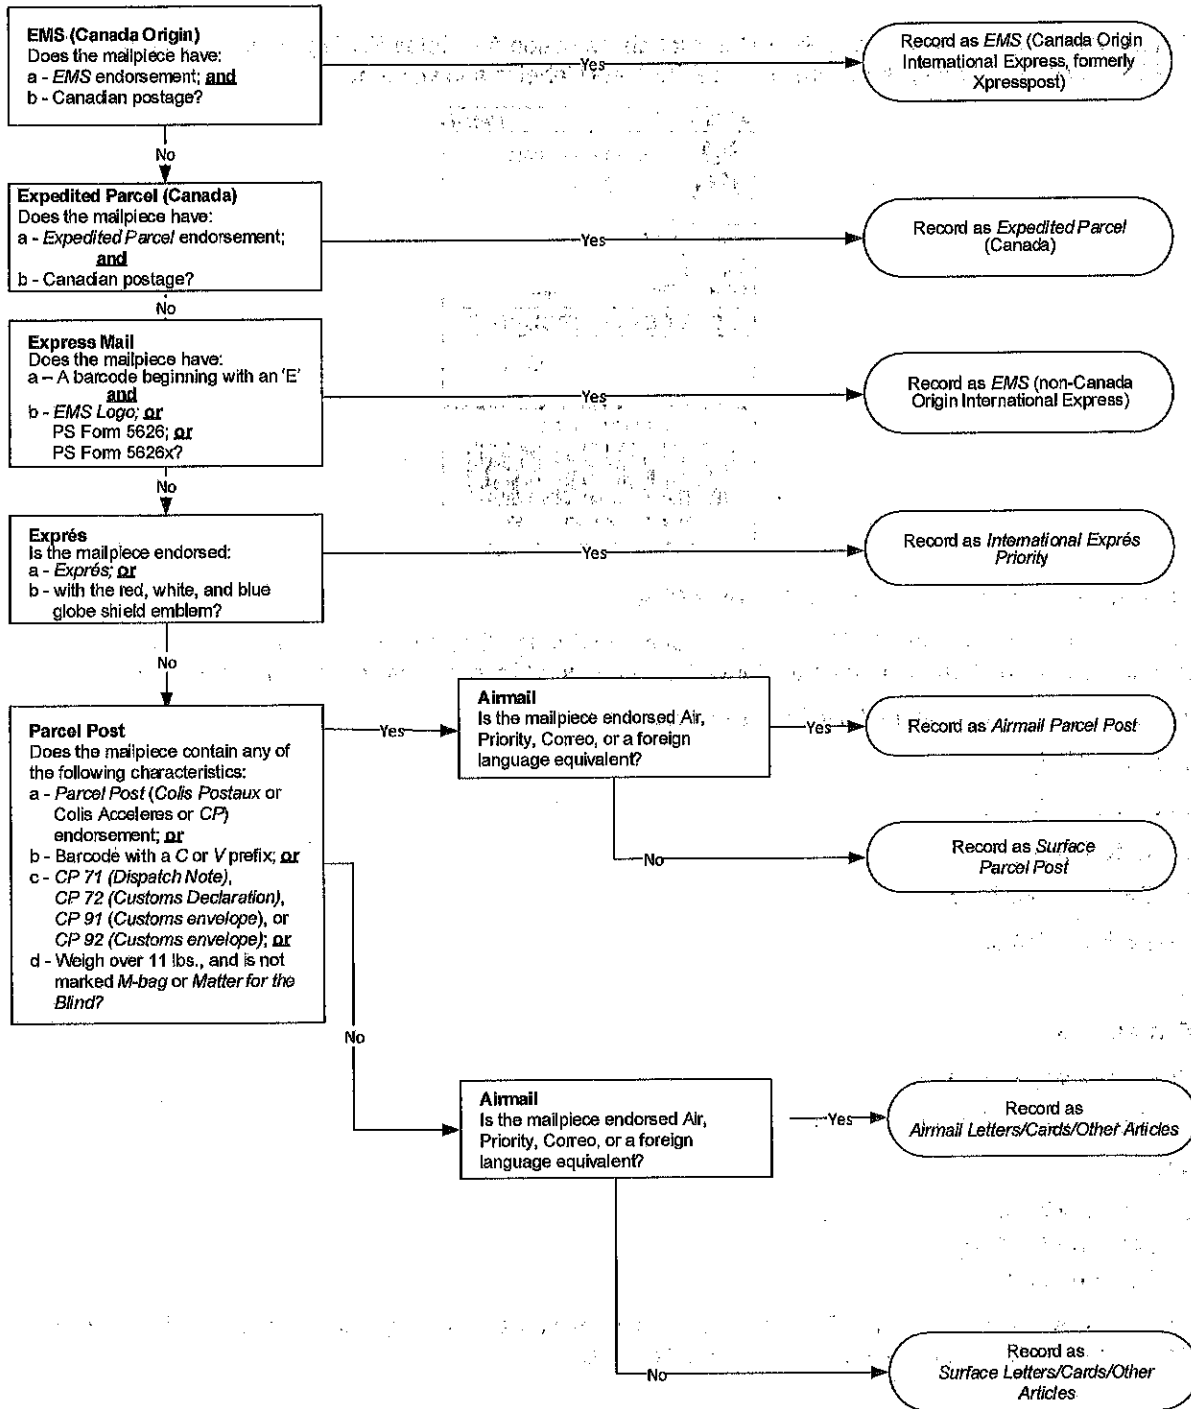 EMS (Canada Origin)
Does the mailpiece have:
a - EMS endorsement; and
b - Canadian postage?
Yes
Record as EMS (Canada Origin
International Express, formerly
Xpresspost)
No
Expedited Parcel (Canada)
Does the mailpiece have:
a - Expedited Parcel endorsement;
and
b - Canadian postage?
Yes
Record as Expedited Parcel
(Canada)
No
Express Mail
Does the mailpiece have:
a – A barcode beginning with an ‘E’
and
b - EMS Logo; or
PS Form 5626; or
PS Form 5626x?
Yes
Record as EMS (non-Canada
Origin International Express)
No
Exprés
Is the mailpiece endorsed:
a - Exprés; or
b - with the red, white, and blue
globe shield emblem?
Yes
Record as International Exprés
Priority
No
Parcel Post
Does the mailpiece contain any of
the following characteristics:
a - Parcel Post (Colis Postaux or
Colis Acceleres or CP)
endorsement; or
b - Barcode with a C or V prefix; or
c - CP 71 (Dispatch Note),
CP 72 (Customs Declaration),
CP 91 (Customs envelope), or
CP 92 (Customs envelope); or
d - Weigh over 11 lbs., and is not
marked M-bag or Matter for the
Blind?
Yes
Airmail
Is the mailpiece endorsed Air,
Priority, Correo, or a foreign
language equivalent?
Yes
Record as Airmail Parcel Post
No
Record as Surface
Parcel Post
No
Airmail
Is the mailpiece endorsed Air,
Priority, Correo, or a foreign
language equivalent?
Yes
Record as
Airmail Letters/Cards/Other Articles
No
Record as
Surface Letters/Cards/Other
Articles